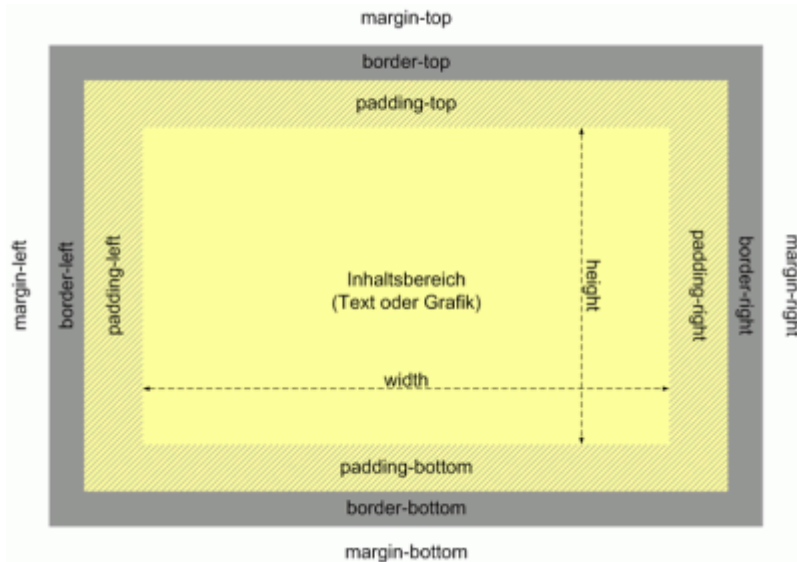 margin-top
border-top
padding-top
margin-left
border-left
padding-left
Inhaltsbereich
(Text oder Grafik)
height
padding-right
border-right
margin-right
width
padding-bottom
border-bottom
margin-bottom